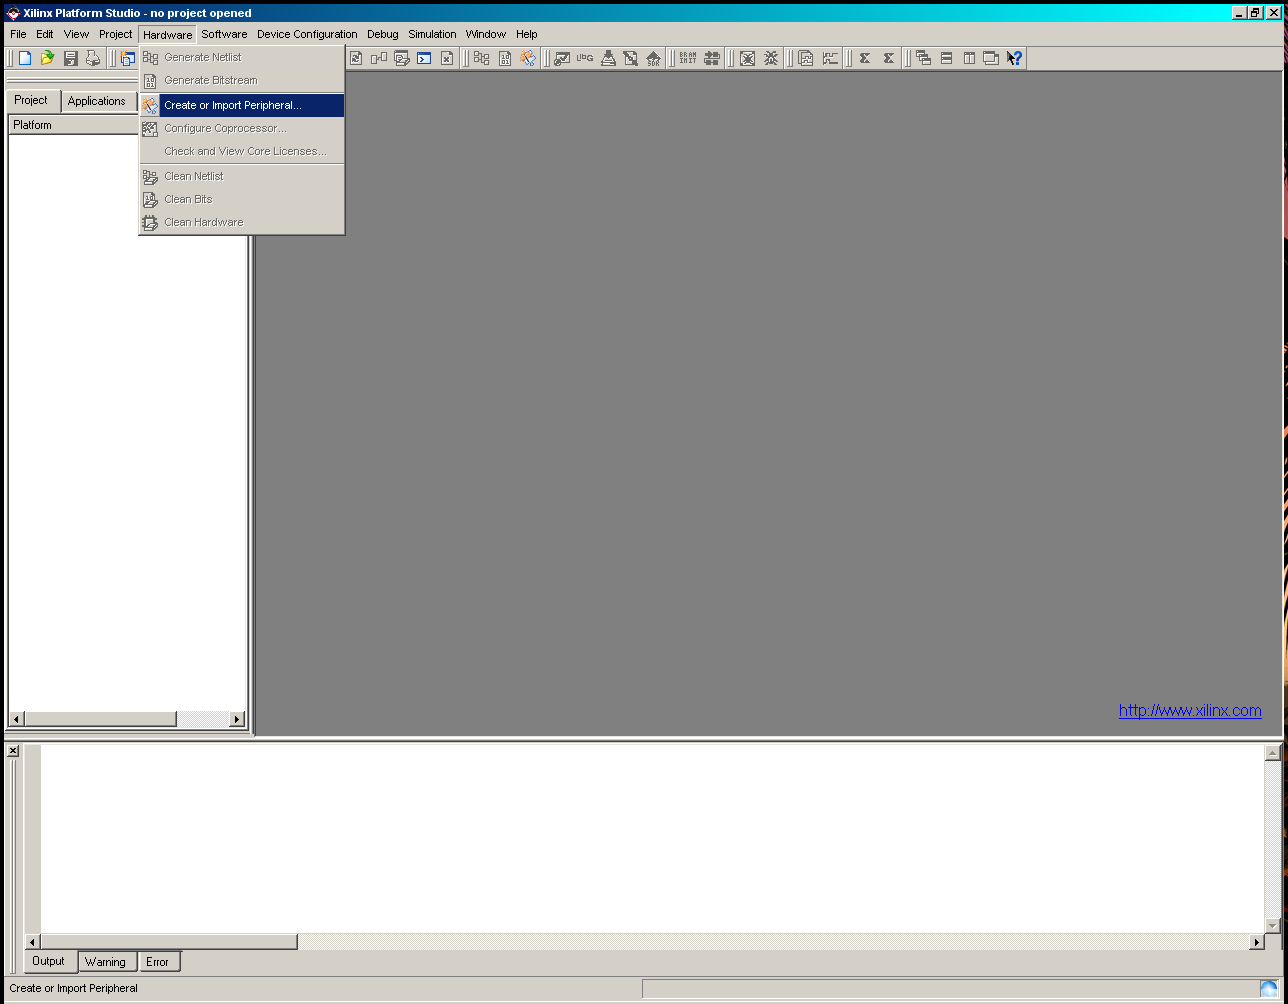 Xilinx Platform Studio - no project opened
File Edit View Project Hardware Software Device Configuration Debug Simulation Window Help
Generate Netlist
Generate Bitstream
Create or Import Peripheral...
Configure Coprocessor...
Check and View Core Licenses...
Clean Netlist
Clean Bits
Clean Hardware
Project Applications
Platform
http://www.xilinx.com
Output Warning Error
Create or Import Peripheral